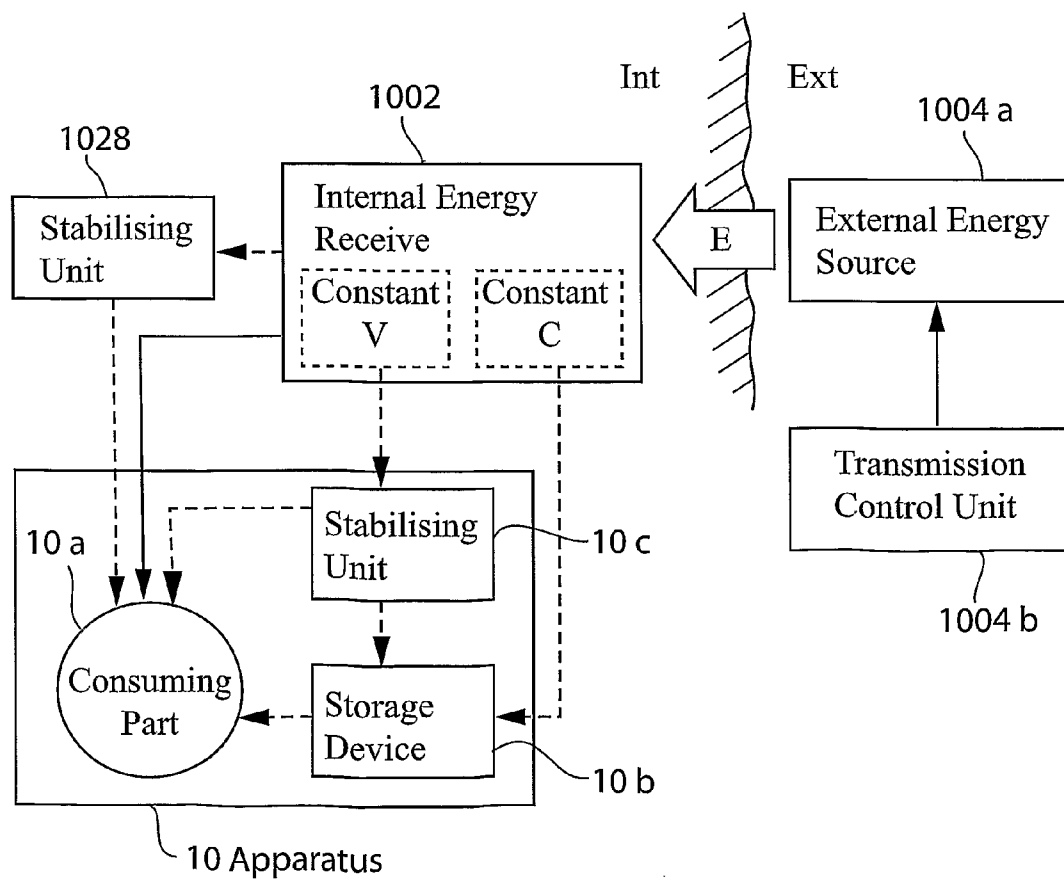 Int
Ext
1002
1004 a
1028
Internal Energy
Receive
Stabilising
Unit
E
External Energy
Source
Constant
V
Constant
C
Transmission
Control Unit
10 a
Stabilising
Unit
10 c
1004 b
Consuming
Part
Storage
Device
10 b
10 Apparatus